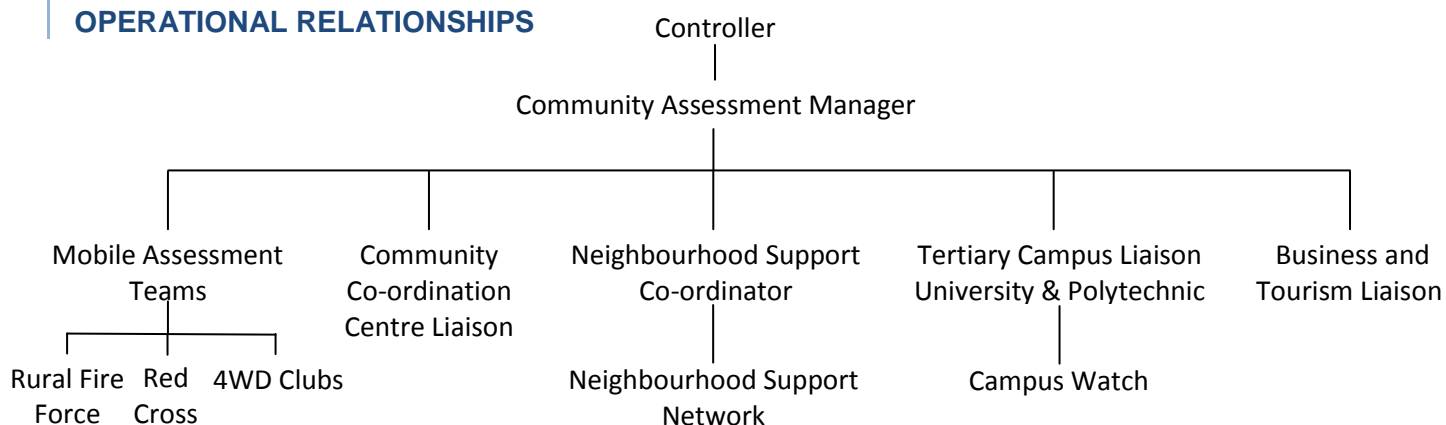 OPERATIONAL RELATIONSHIPS
Controller
Community Assessment Manager
Mobile Assessment
Teams
Community
Co-ordination
Centre Liaison
Neighbourhood Support
Co-ordinator
Tertiary Campus Liaison
University & Polytechnic
Business and
Tourism Liaison
Rural Fire
Force
Red
Cross
4WD Clubs
Neighbourhood Support
Network
Campus Watch